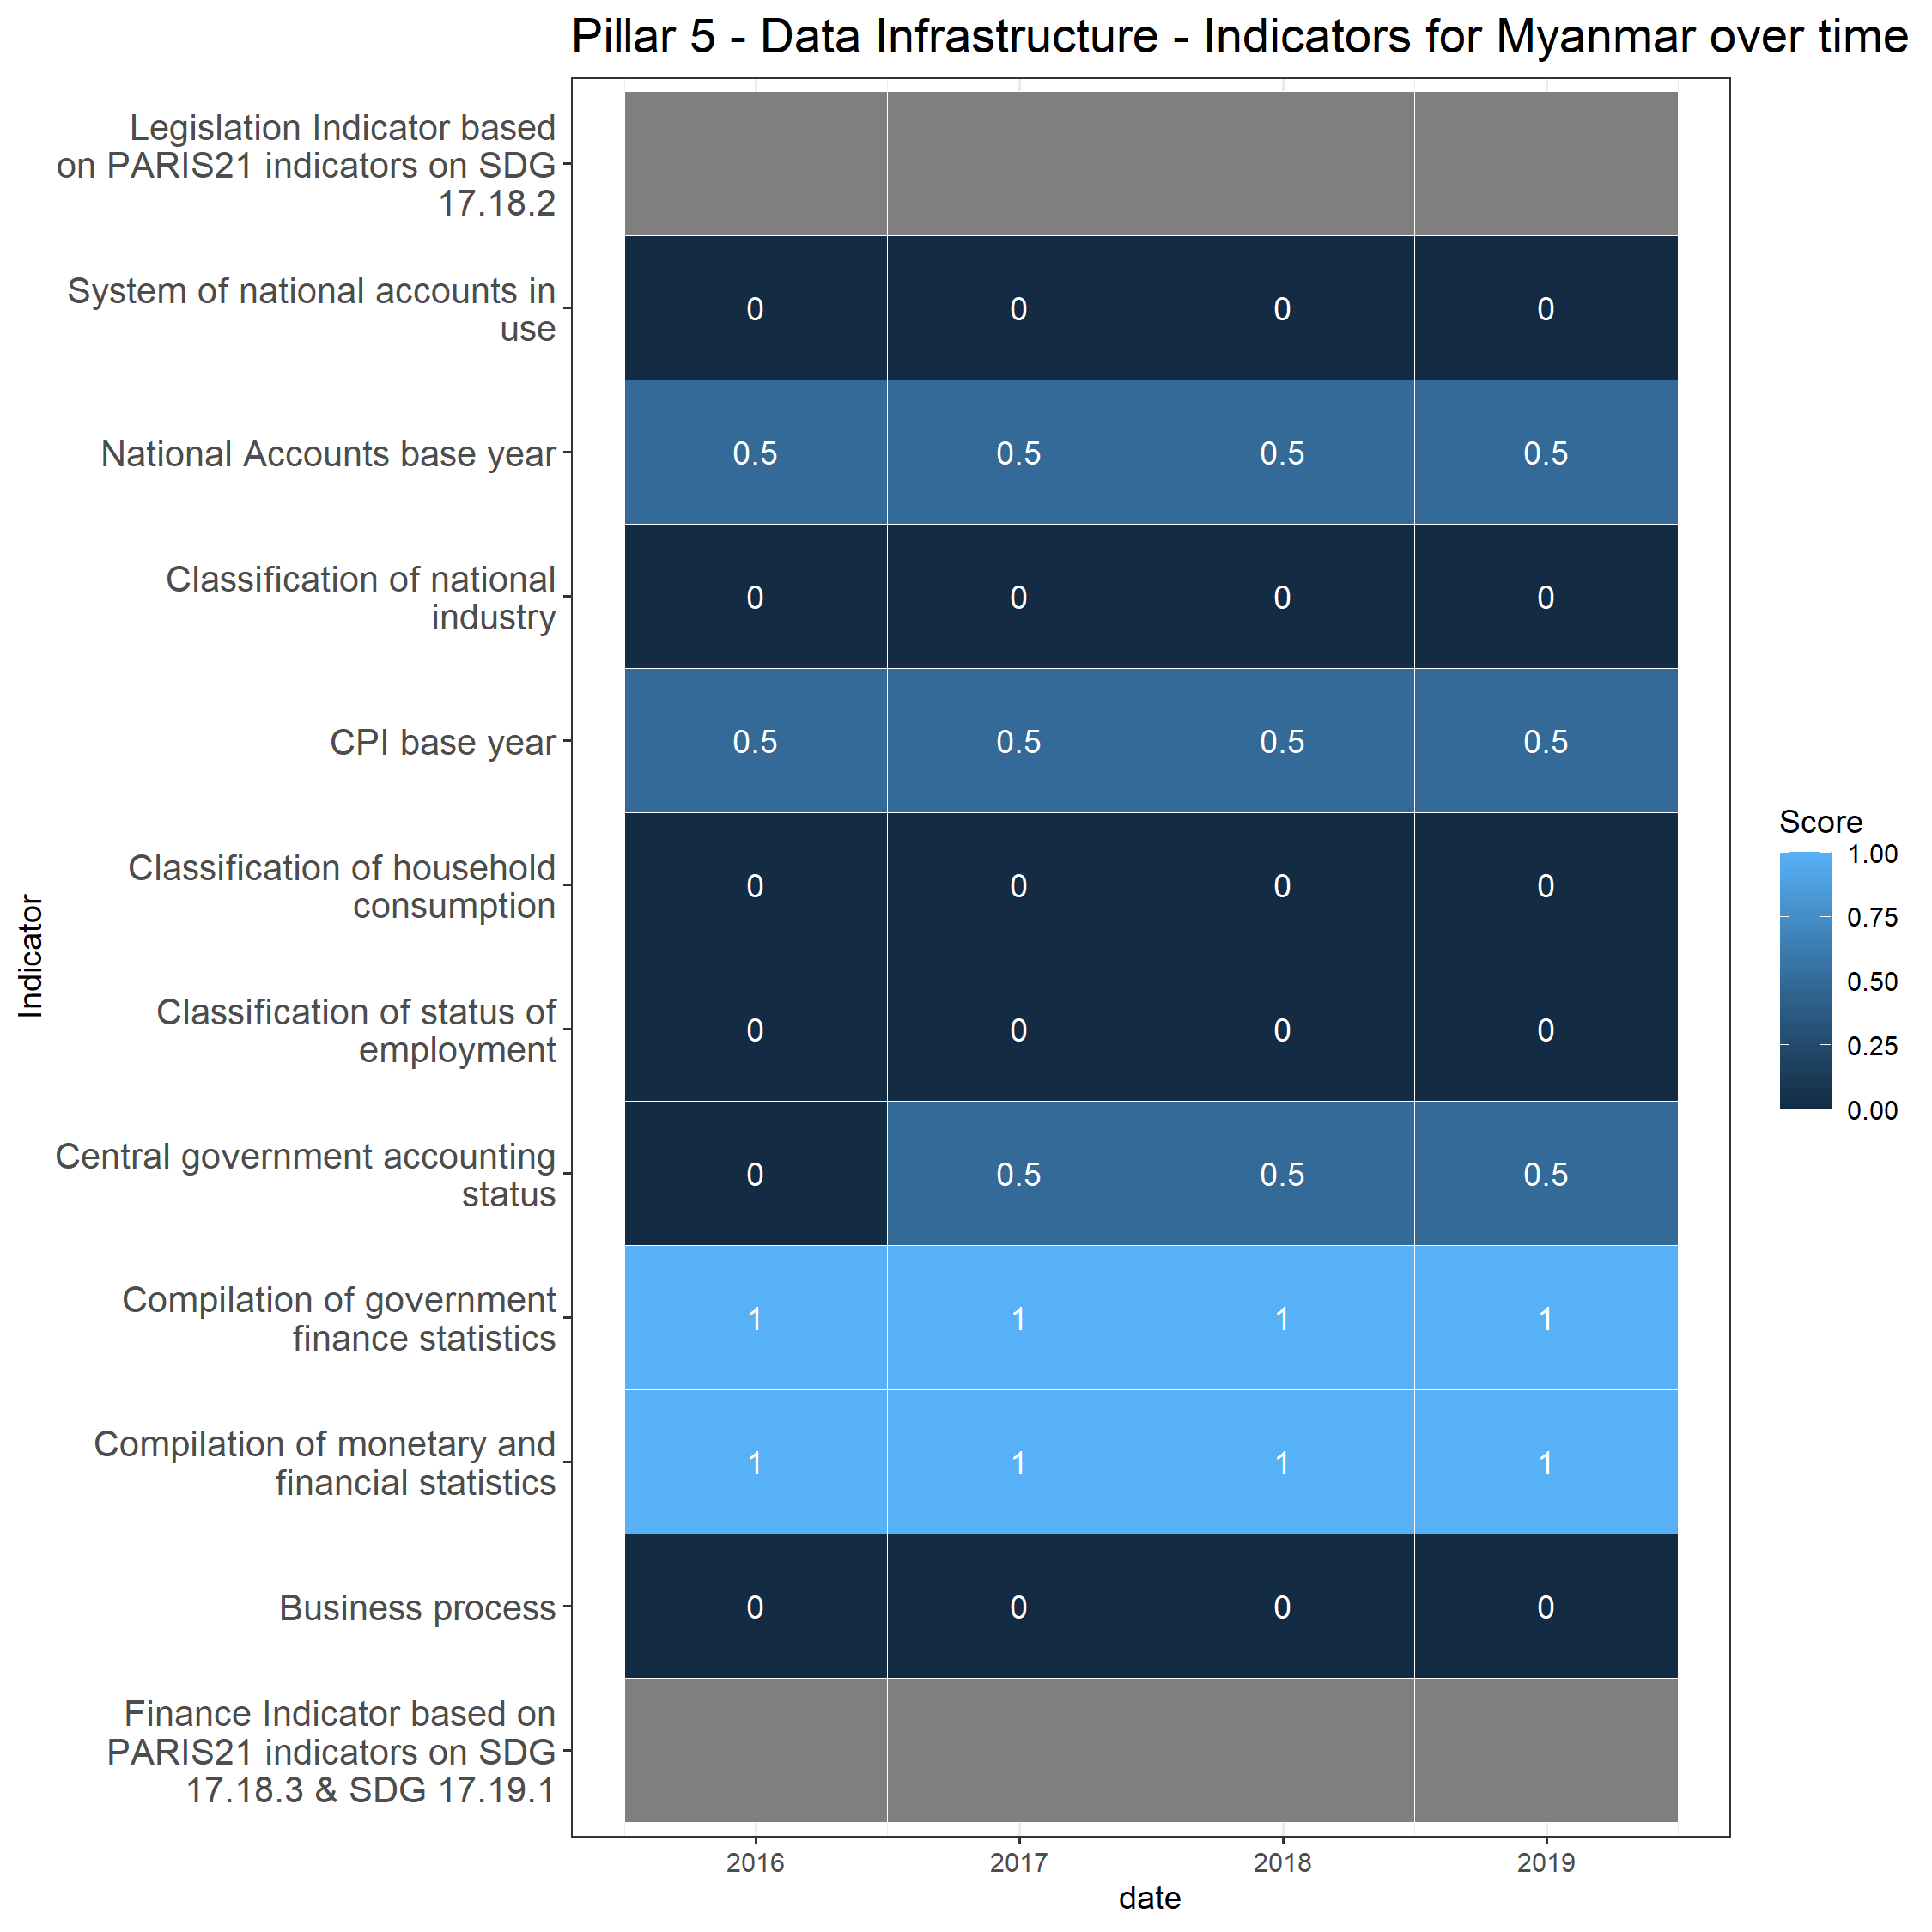 Pillar 5 - Data Infrastructure - Indicators for Myanmar over time
Indicator
Legislation Indicator based
on PARIS21 indicators on SDG
17.18.2
System of national accounts in
use
0 0 0 0
National Accounts base year
0.5 0.5 0.5 0.5
Classification of national
industry
0 0 0 0
CPI base year
0.5 0.5 0.5 0.5
Classification of household
consumption
0 0 0 0
Classification of status of
employment
0 0 0 0
Central government accounting
status
0 0.5 0.5 0.5
Compilation of government
finance statistics
1 1 1 1
Compilation of monetary and
financial statistics
1 1 1 1
Business process
0 0 0 0
Finance Indicator based on
PARIS21 indicators on SDG
17.18.3 & SDG 17.19.1
2016 2017 2018 2019
date
Score
1.00
0.75
0.50
0.25
0.00